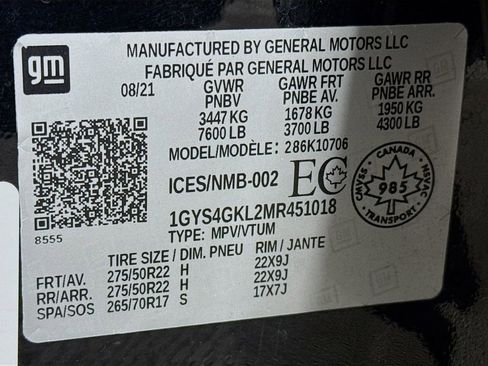 gm
MANUFACTURED BY GENERAL MOTORS LLC
FABRIQUÉ PAR GENERAL MOTORS LLC
08/21 GVWR GAWR FRT GAWR RR
PNBV PNBE AV. PNBE ARR.
3447 KG 1678 KG 1950 KG
7600 LB 3700 LB 4300 LB
MODEL/MODÈLE: 286K10706
ICES/NMB-002 EC
CANADA
CMVSS 985 NSVAC
TRANSPORT
1GYS4GKL2MR451018
8555
TYPE: MPV/VTUM
TIRE SIZE / DIM. PNEU RIM / JANTE
FRT/AV. 275/50R22 H 22X9J
RR/ARR. 275/50R22 H 22X9J
SPA/SOS 265/70R17 S 17X7J